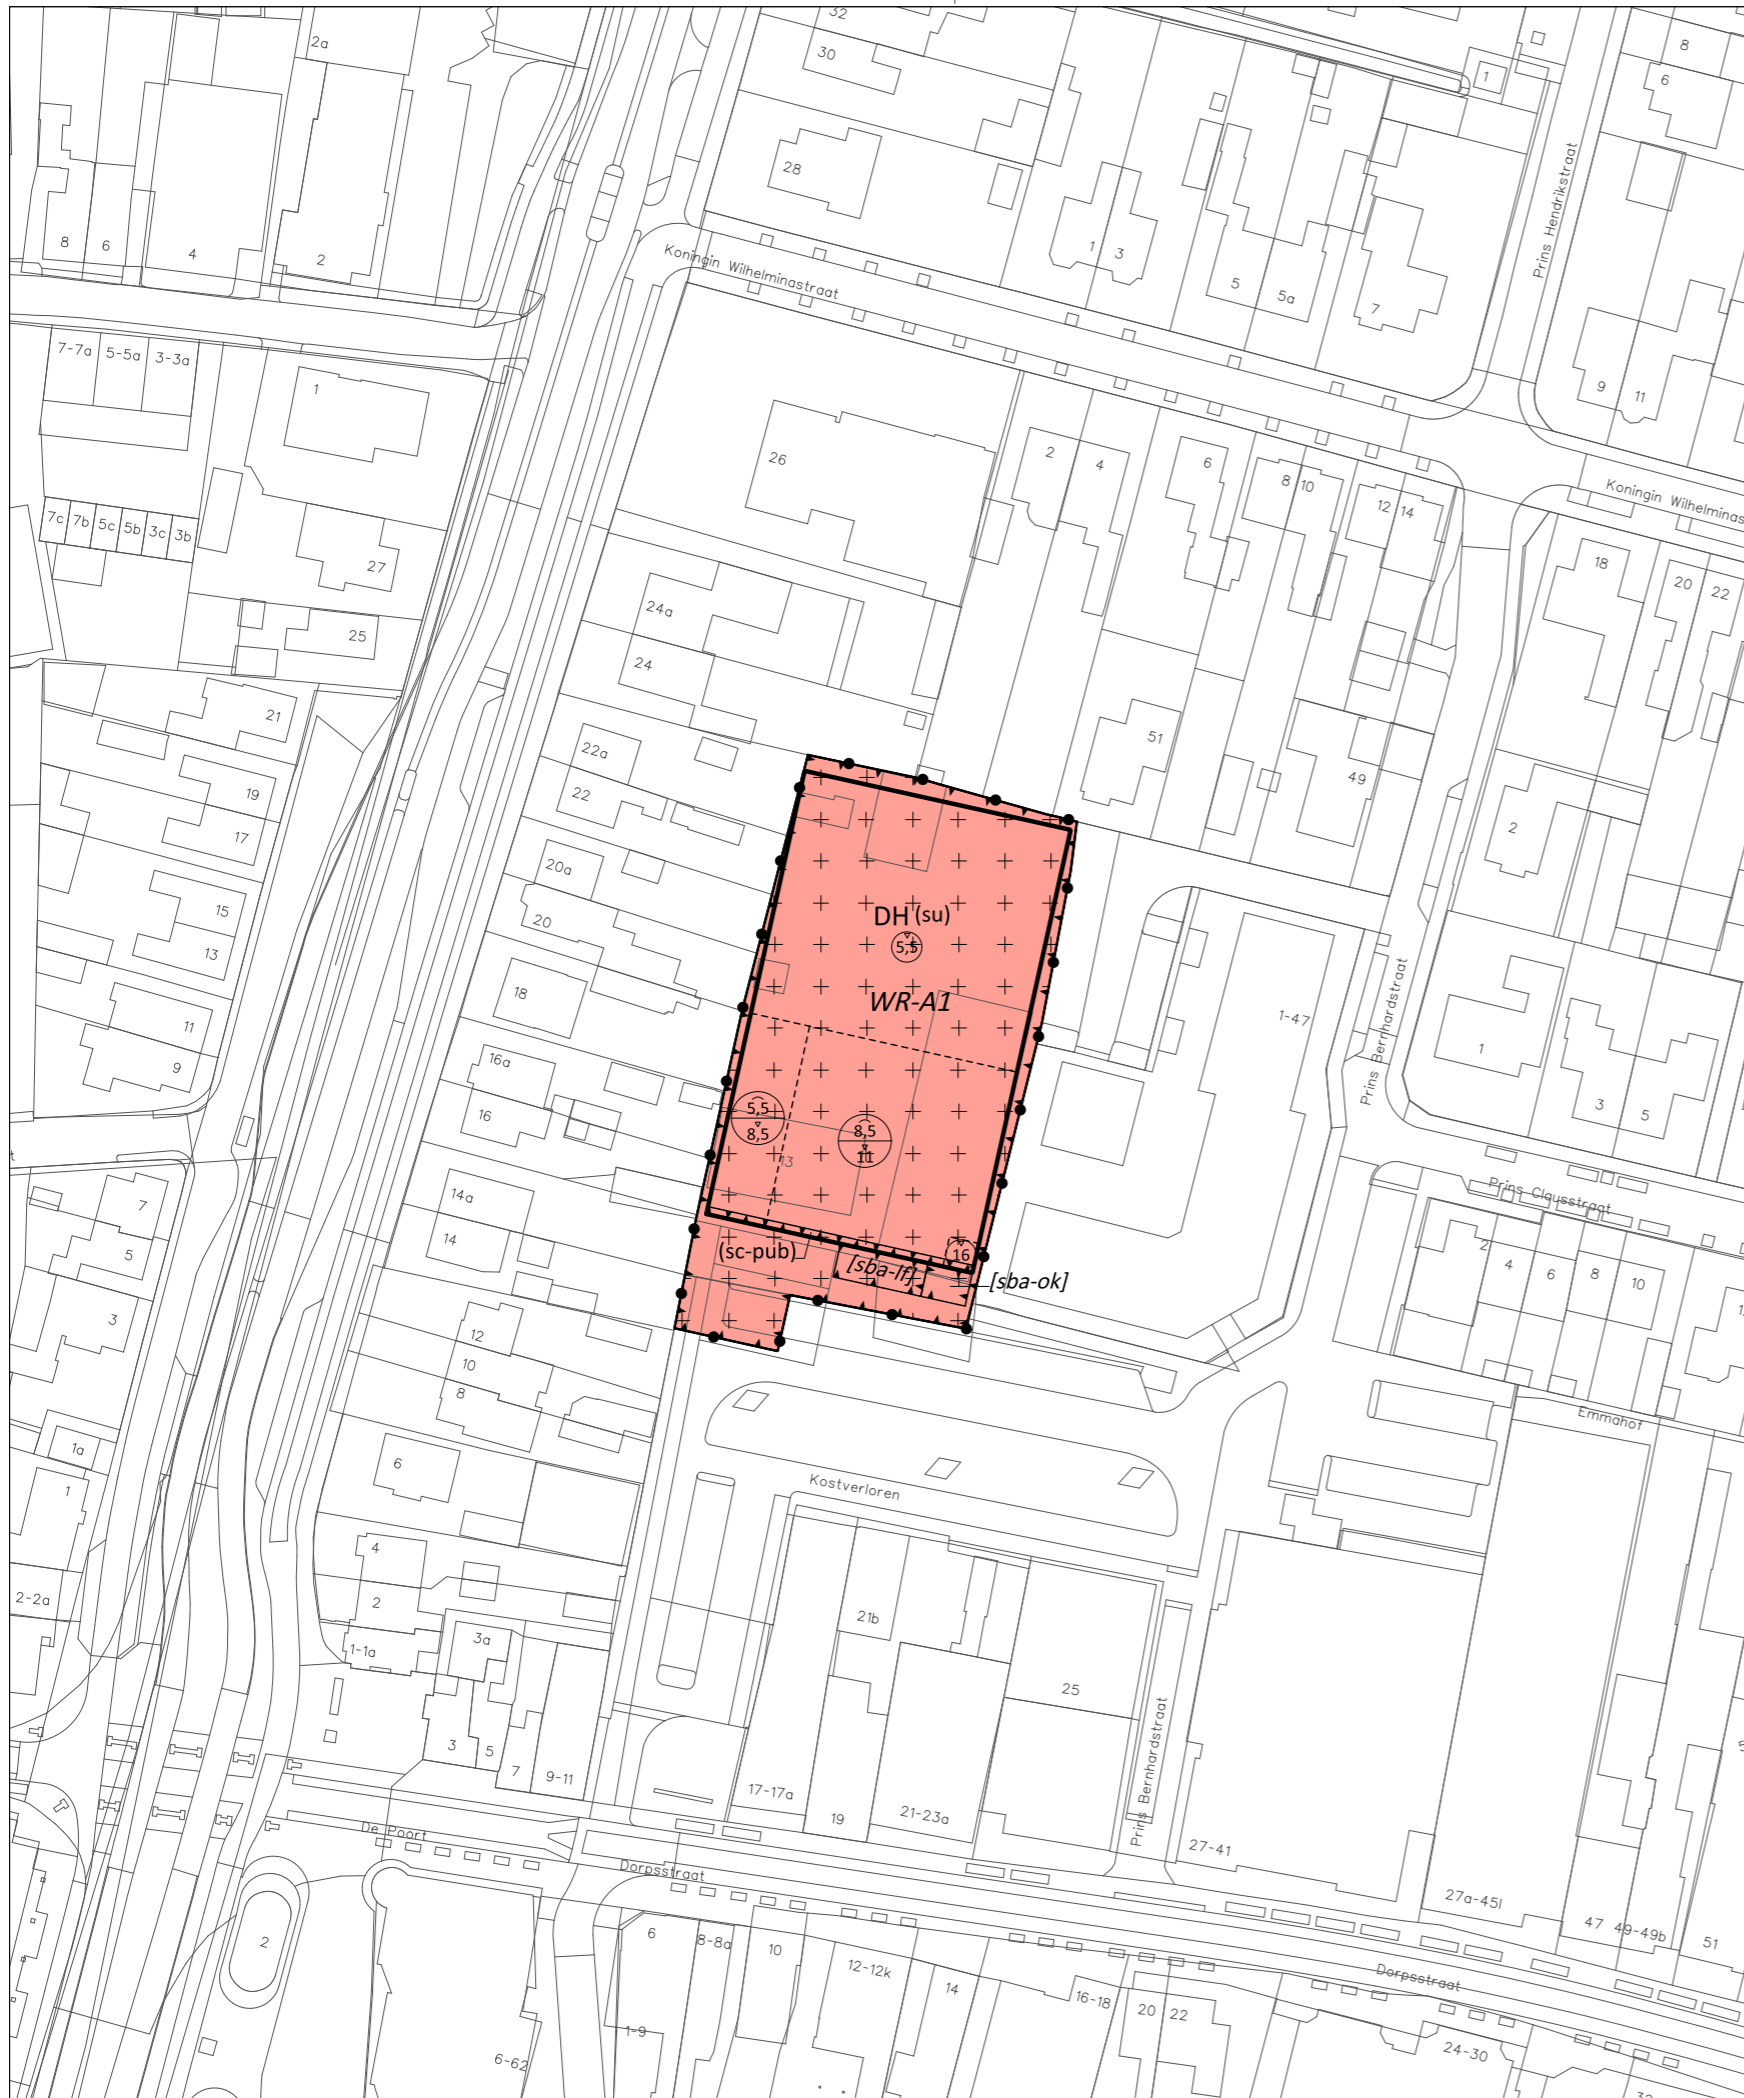 32
30
2a
1
8
6
28
8
6
4
2
1
3
5
5a
7
Prins Hendrikstraat
Koningin Wilhelminastraat
7-7a
5-5a
3-3a
1
9
11
26
2
4
6
8
10
12
14
Koningin Wilhelminas
7c
7b
5c
5b
3c
3b
27
18
20
22
24a
25
24
21
51
22a
49
19
22
17
2
20a
15
DH (su)
20
5,5
13
18
WR-A1
1-47
11
Prins Bernhardstraat
9
16a
1
5,5
8,5
16
8,5
11
3
5
13
7
14a
Prins Clausstraat
14
5
(sc-pub)
16
2
4
6
8
10
[sba-lf]
[sba-ok]
3
12
10
8
Emmahof
1a
6
Kostverloren
1
4
2-2a
2
21b
1-1a
3a
25
Prins Bernhardstraat
3
5
7
9-11
17-17a
19
21-23a
De Poort
27-41
Dorpsstraat
27a-45l
47
49-49b
51
2
6
8-8a
10
12-12k
14
16-18
Dorpsstraat
20
22
1-9
6-62
24-30